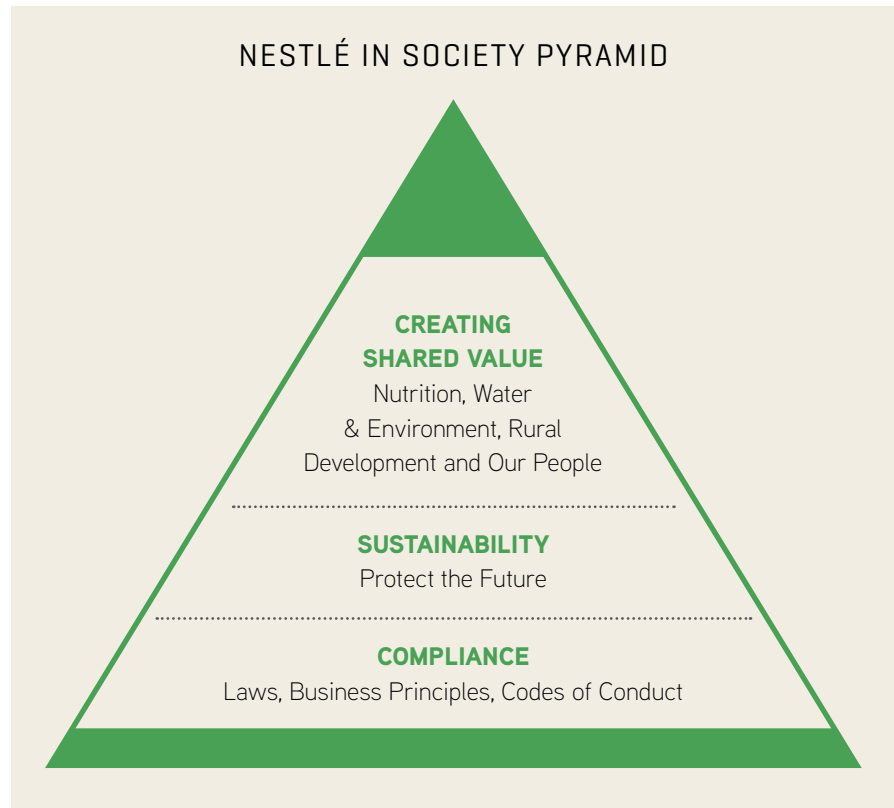 NESTLÉ IN SOCIETY PYRAMID
CREATING
SHARED VALUE
Nutrition, Water
& Environment, Rural
Development and Our People
SUSTAINABILITY
Protect the Future
COMPLIANCE
Laws, Business Principles, Codes of Conduct